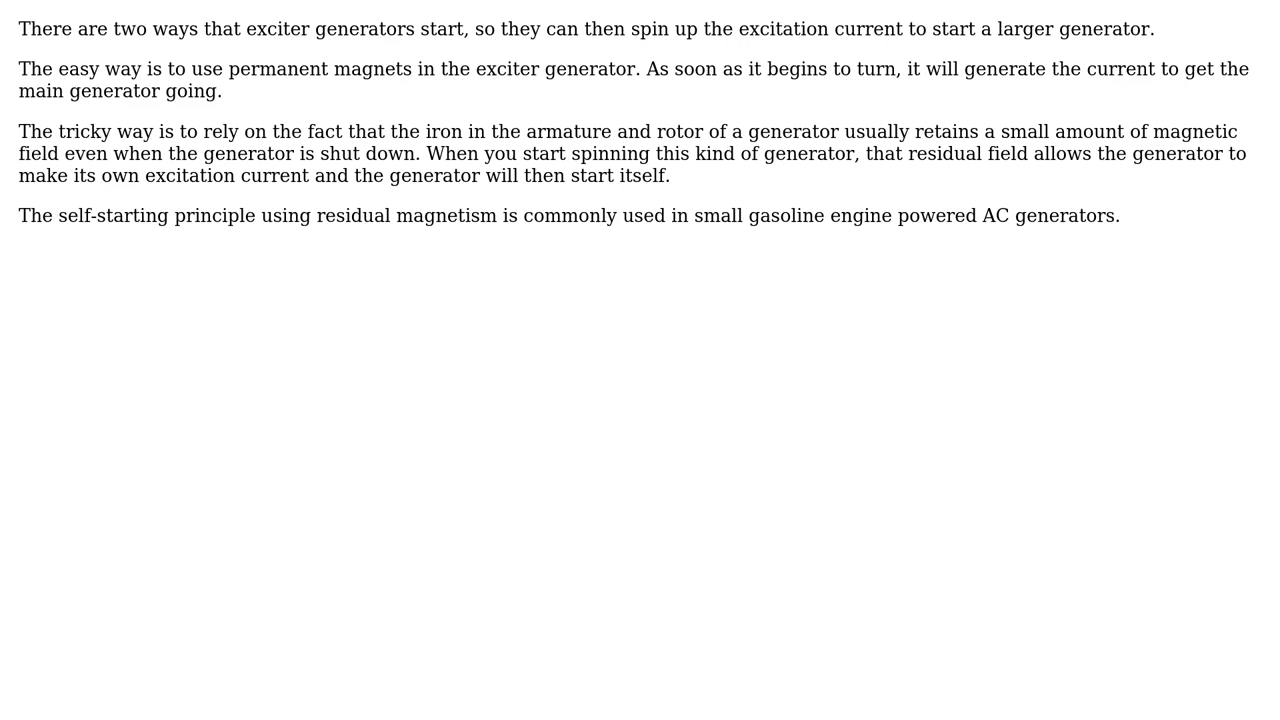 There are two ways that exciter generators start, so they can then spin up the excitation current to start a larger generator.
The easy way is to use permanent magnets in the exciter generator. As soon as it begins to turn, it will generate the current to get the
main generator going.
The tricky way is to rely on the fact that the iron in the armature and rotor of a generator usually retains a small amount of magnetic
field even when the generator is shut down. When you start spinning this kind of generator, that residual field allows the generator to
make its own excitation current and the generator will then start itself.
The self-starting principle using residual magnetism is commonly used in small gasoline engine powered AC generators.